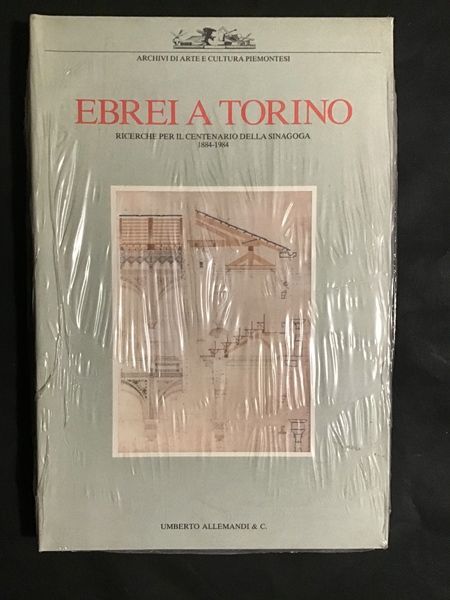 ARCHIVI DI ARTE E CULTURA PIEMONTESI
EBREI A TORINO
RICERCHE PER IL CENTENARIO DELLA SINAGOGA
1884-1984
UMBERTO ALLEMANDI & C.